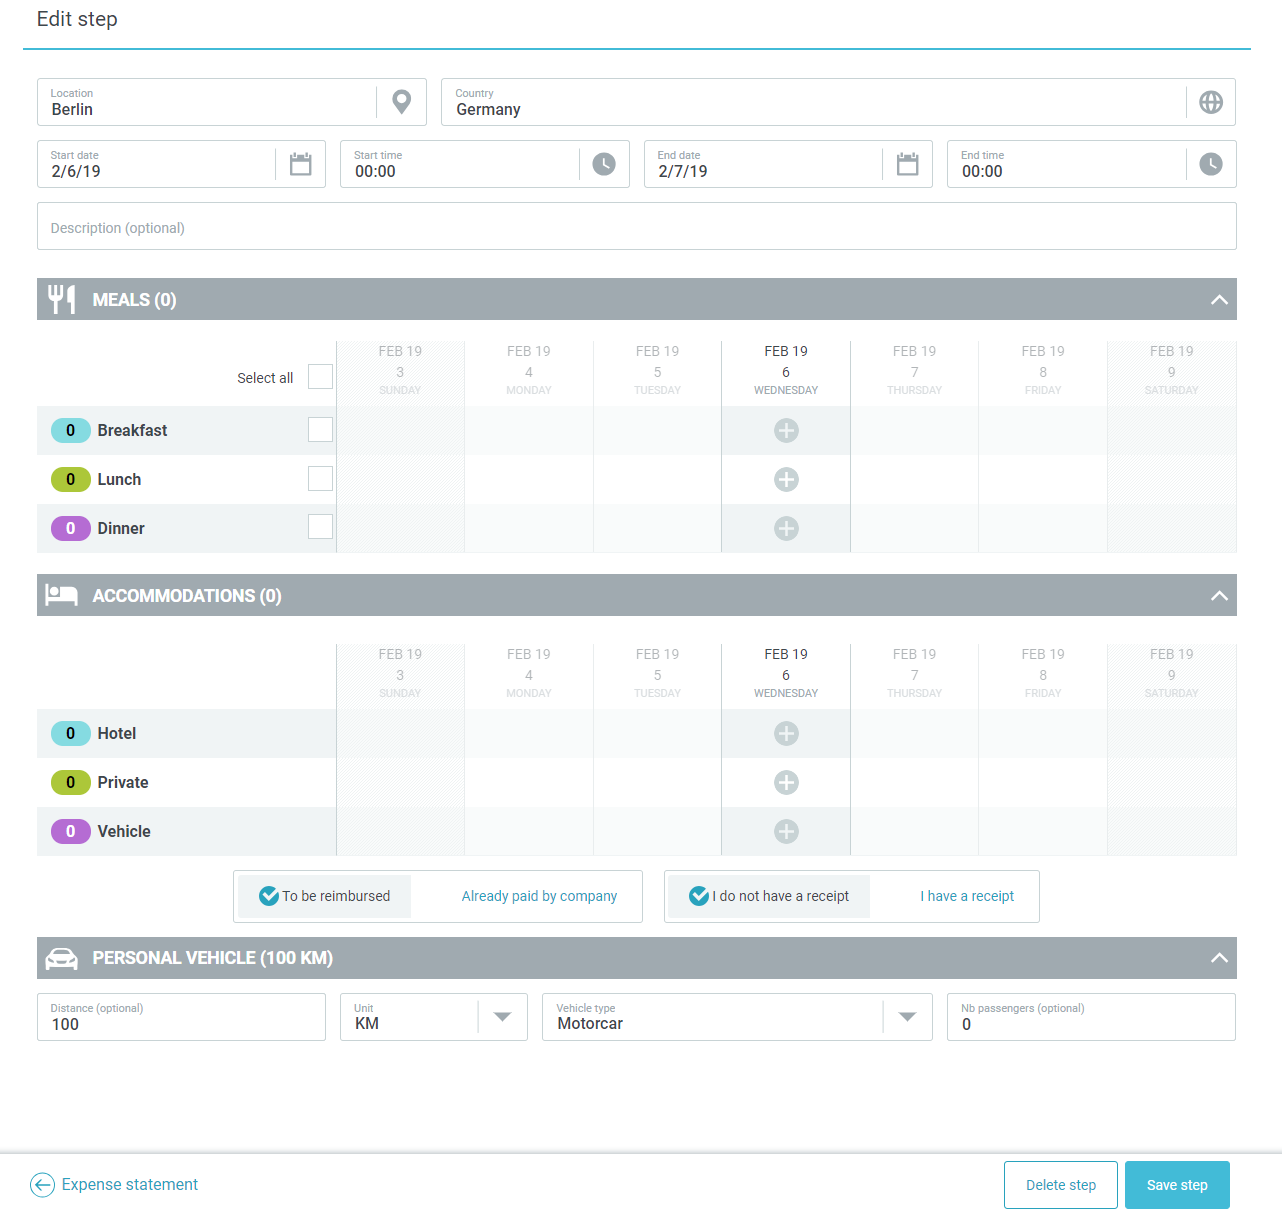 Edit step
Location
Berlin
Country
Germany
Start date
2/6/19
Start time
00:00
End date
2/7/19
End time
00:00
Description (optional)
MEALS (0)
Select all
FEB 19 FEB 19 FEB 19 FEB 19 FEB 19 FEB 19 FEB 19
3 4 5 6 7 8 9
SUNDAY MONDAY TUESDAY WEDNESDAY THURSDAY FRIDAY SATURDAY
0 Breakfast
0 Lunch
0 Dinner
ACCOMMODATIONS (0)
FEB 19 FEB 19 FEB 19 FEB 19 FEB 19 FEB 19 FEB 19
3 4 5 6 7 8 9
SUNDAY MONDAY TUESDAY WEDNESDAY THURSDAY FRIDAY SATURDAY
0 Hotel
0 Private
0 Vehicle
To be reimbursed Already paid by company I do not have a receipt I have a receipt
PERSONAL VEHICLE (100 KM)
Distance (optional)
100
Unit
KM
Vehicle type
Motorcar
Nb passengers (optional)
0
Expense statement Delete step Save step